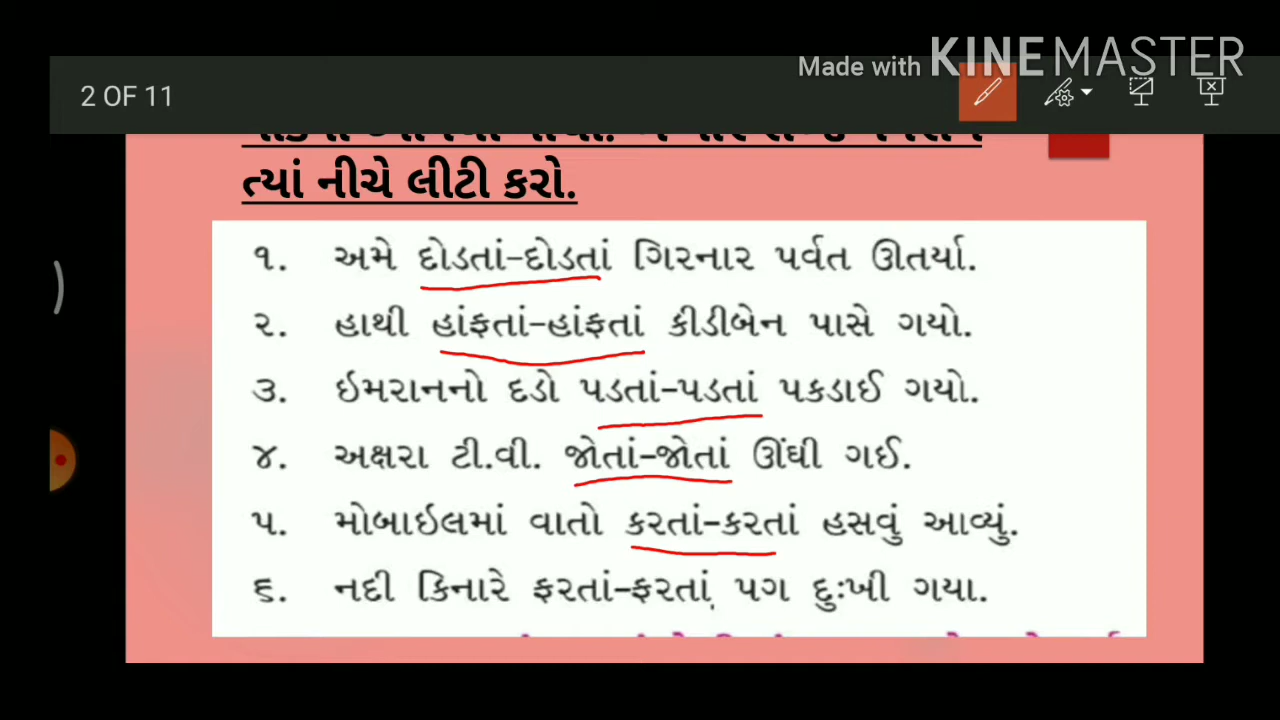 Made with KINEMASTER
2 OF 11
ત્યાં નીચે લીટી કરો.
૧. અમે દોડતાં-દોડતાં ગિરનાર પર્વત ઊતર્યા.
૨. હાથી હાંફતાં-હાંફતાં કીડીબેન પાસે ગયો.
૩. ઇમરાનનો દડો પડતાં-પડતાં પકડાઈ ગયો.
૪. અક્ષરા ટી.વી. જોતાં-જોતાં ઊંઘી ગઈ.
૫. મોબાઇલમાં વાતો કરતાં-કરતાં હસવું આવ્યું.
૬. નદી કિનારે ફરતાં-ફરતાં પગ દુઃખી ગયા.